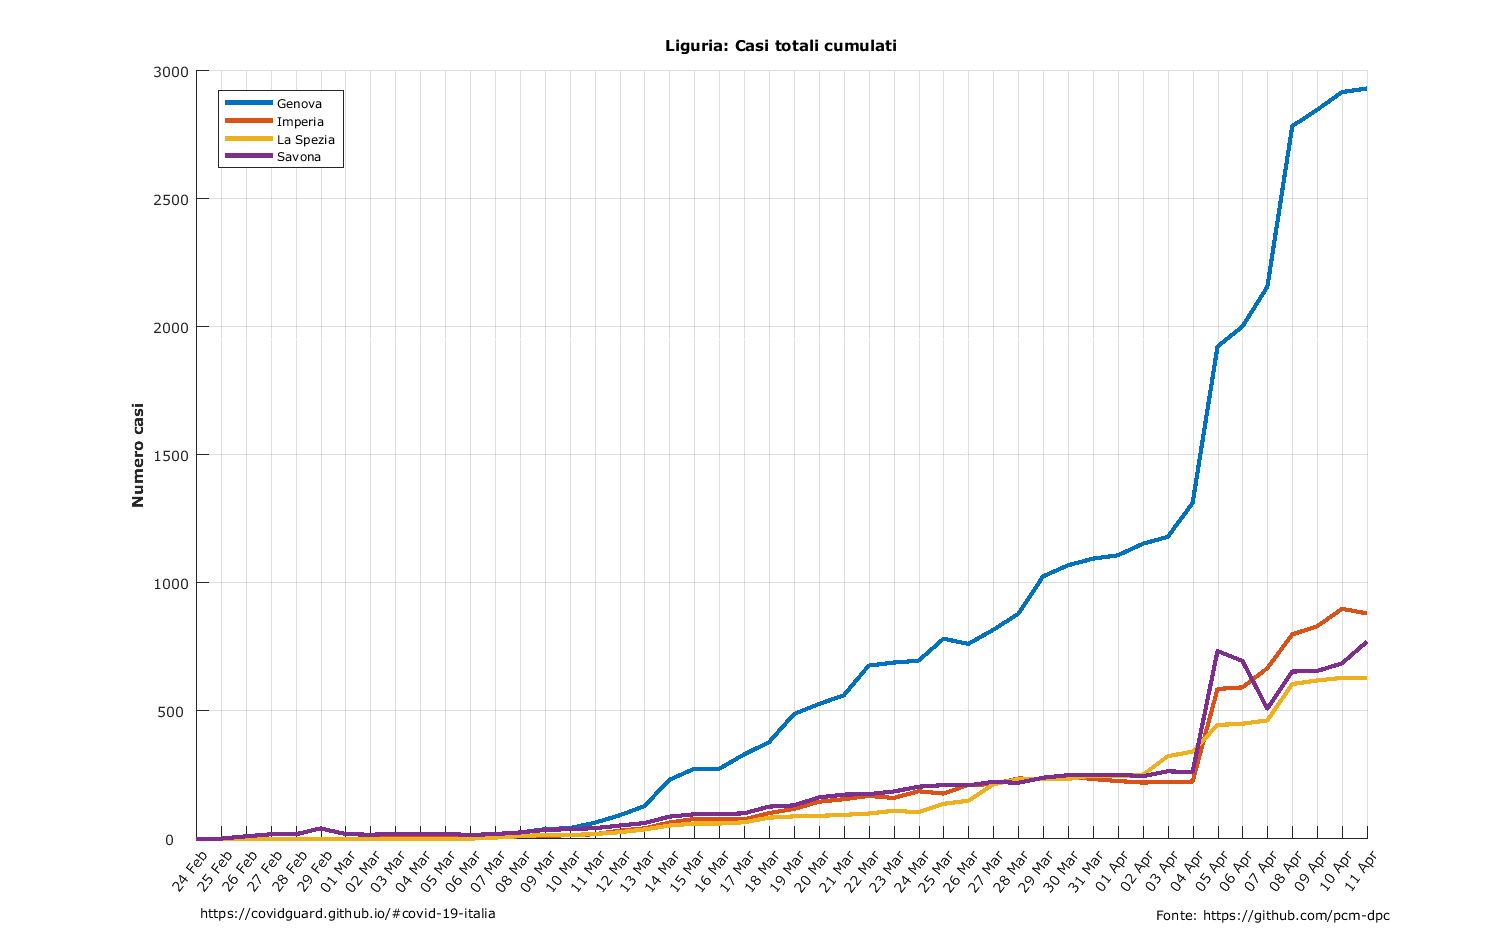 Liguria: Casi totali cumulati
3000
2500
2000
1500
1000
500
0
Numero casi
Genova
Imperia
La Spezia
Savona
24 Feb
25 Feb
26 Feb
27 Feb
28 Feb
29 Feb
01 Mar
02 Mar
03 Mar
04 Mar
05 Mar
06 Mar
07 Mar
08 Mar
09 Mar
10 Mar
11 Mar
12 Mar
13 Mar
14 Mar
15 Mar
16 Mar
17 Mar
18 Mar
19 Mar
20 Mar
21 Mar
22 Mar
23 Mar
24 Mar
25 Mar
26 Mar
27 Mar
28 Mar
29 Mar
30 Mar
31 Mar
01 Apr
02 Apr
03 Apr
04 Apr
05 Apr
06 Apr
07 Apr
08 Apr
09 Apr
10 Apr
11 Apr
https://covidguard.github.io/#covid-19-italia
Fonte: https://github.com/pcm-dpc